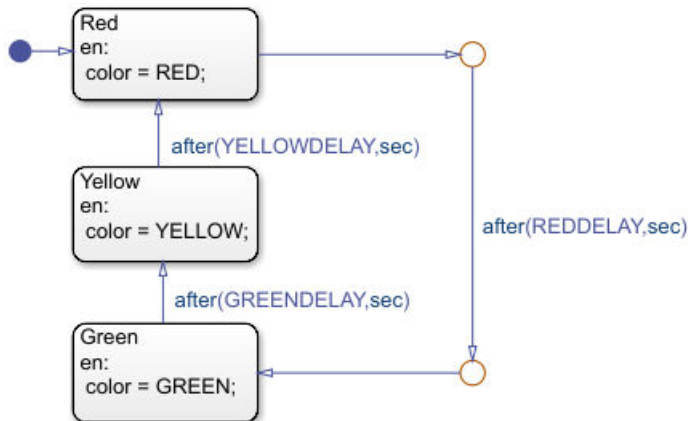 Red
en:
color = RED;
after(YELLOWDELAY,sec)
Yellow
en:
color = YELLOW;
after(REDDELAY,sec)
after(GREENDELAY,sec)
Green
en:
color = GREEN;